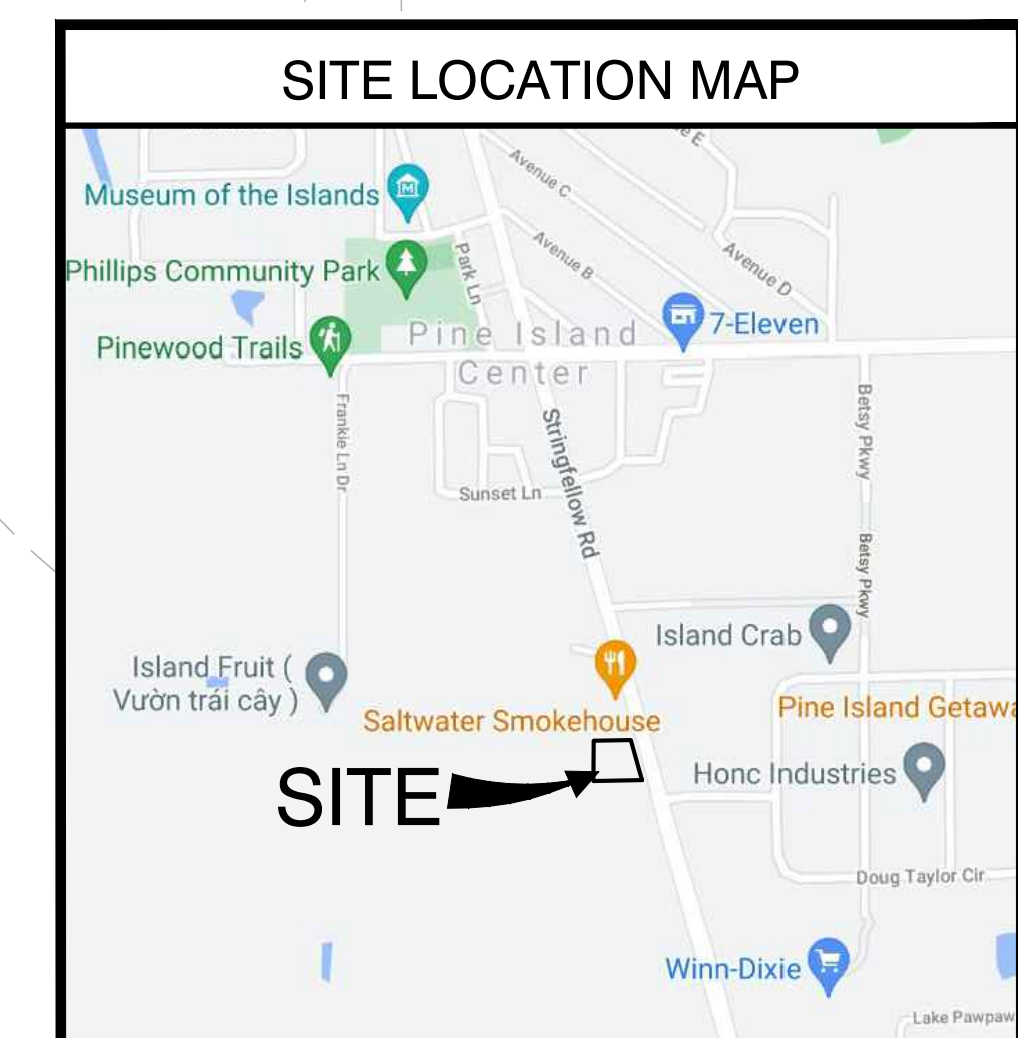 SITE LOCATION MAP
Avenue C
Museum of the Islands
Avenue B
Park Ln
Avenue D
Phillips Community Park
7-Eleven
Pinewood Trails
Pine Island
Center
Frankie Ln Dr
Betsy Pkwy
Stringfellow Rd
Sunset Ln
Betsy Pkwy
Island Crab
Island Fruit (
Vườn trái cây )
Saltwater Smokehouse
Pine Island Getawa
SITE
Honc Industries
Doug Taylor Cir
Winn-Dixie
Lake Pawpaw